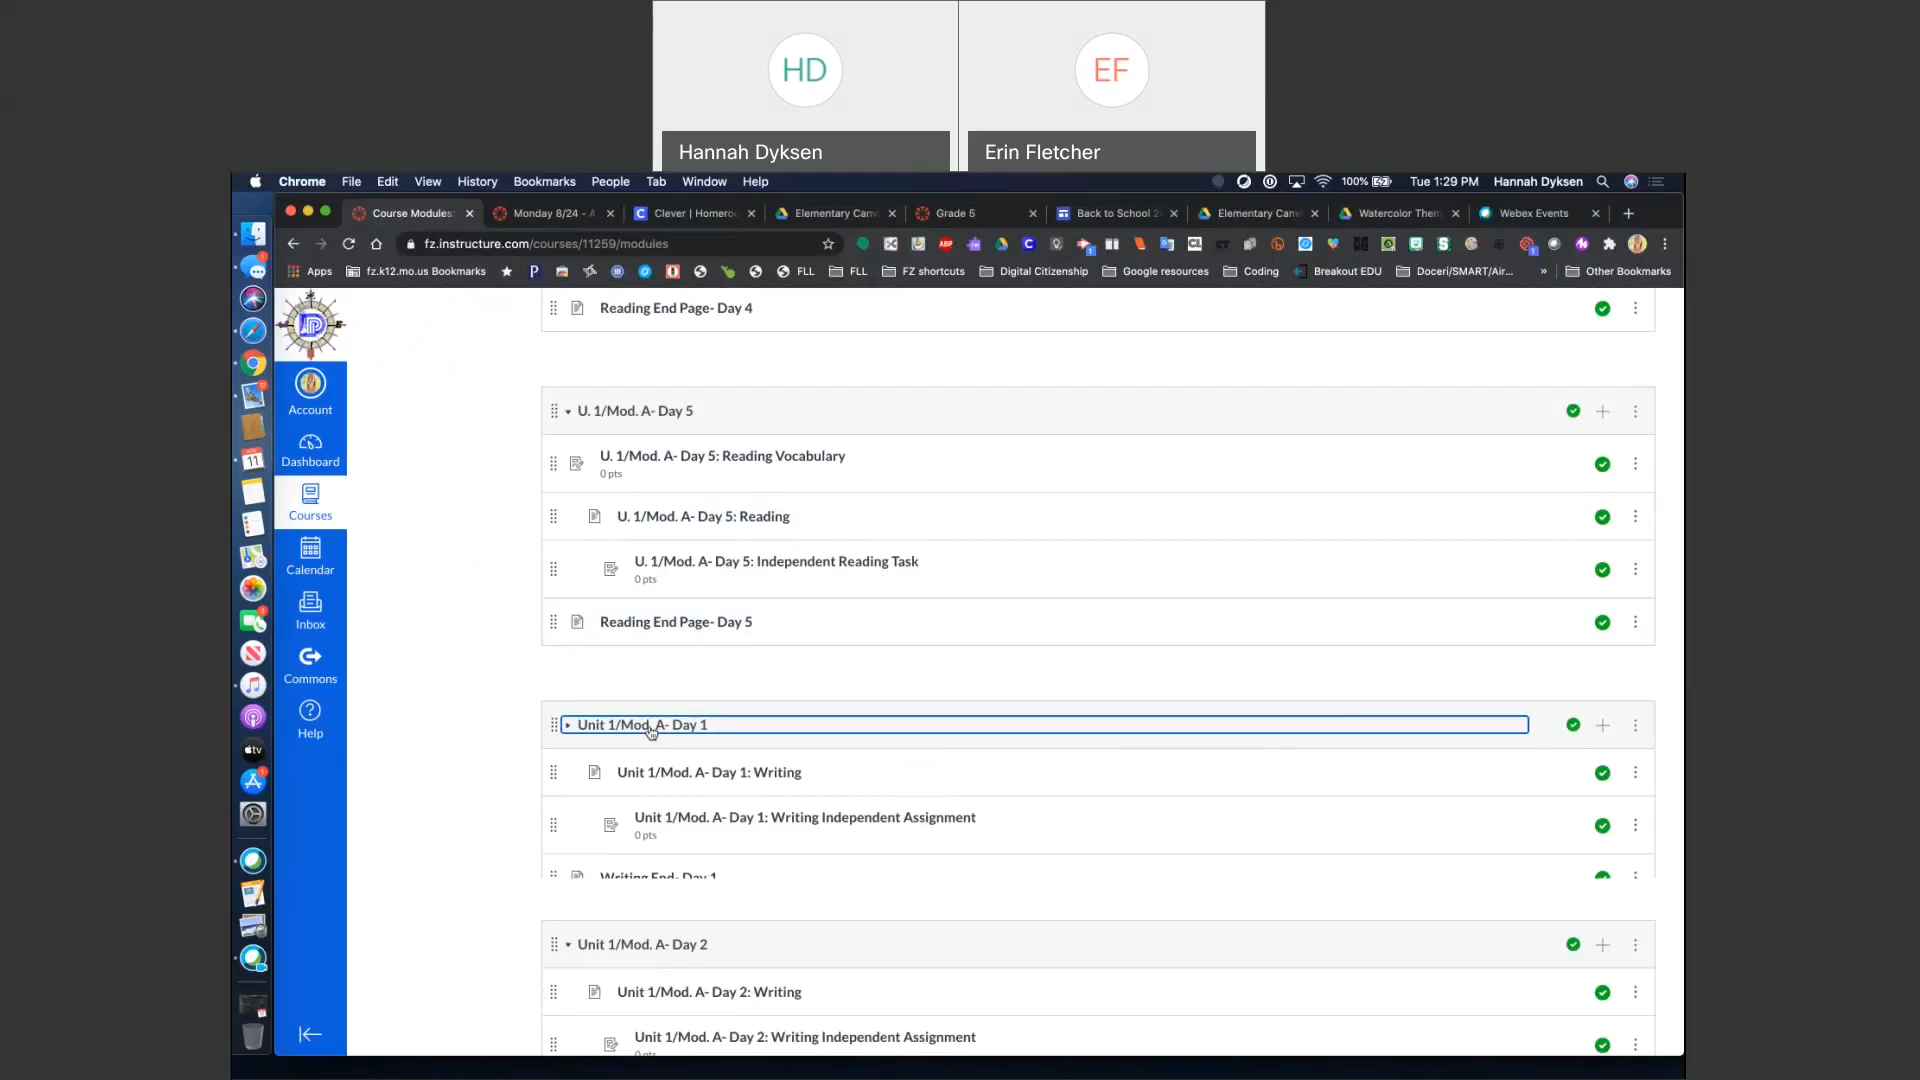 HD
EF
Hannah Dyksen
Erin Fletcher
Chrome File Edit View History Bookmarks People Tab Window Help
100% Tue 1:29 PM Hannah Dyksen
Course Modules:
Monday 8/24 - A
Clever | Homero
Elementary Canv
Grade 5
Back to School 2
Elementary Canv
Watercolor Them
Webex Events
fz.instructure.com/courses/11259/modules
Apps
fz.k12.mo.us Bookmarks
FLL
FLL
FZ shortcuts
Digital Citizenship
Google resources
Coding
Breakout EDU
Doceri/SMART/Air...
»
Other Bookmarks
Account
Dashboard
Courses
Calendar
Inbox
Commons
Help
Reading End Page- Day 4
U. 1/Mod. A- Day 5
U. 1/Mod. A- Day 5: Reading Vocabulary
0 pts
U. 1/Mod. A- Day 5: Reading
U. 1/Mod. A- Day 5: Independent Reading Task
0 pts
Reading End Page- Day 5
Unit 1/Mod. A- Day 1
Unit 1/Mod. A- Day 1: Writing
Unit 1/Mod. A- Day 1: Writing Independent Assignment
0 pts
Writing End- Day 1
Unit 1/Mod. A- Day 2
Unit 1/Mod. A- Day 2: Writing
Unit 1/Mod. A- Day 2: Writing Independent Assignment
0 pts